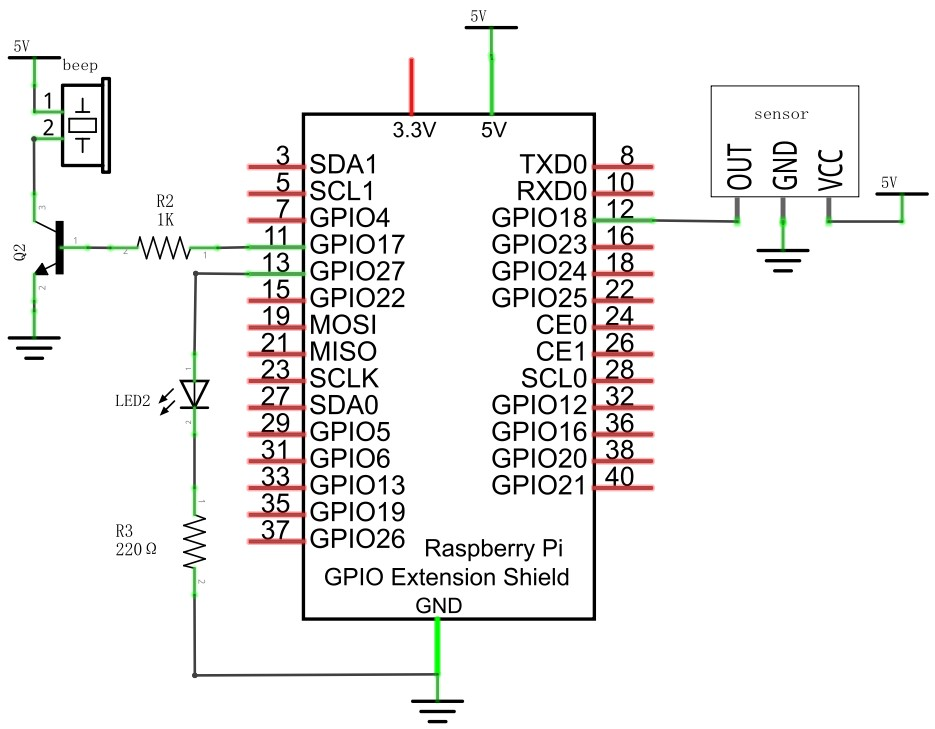 5V
5V
beep
1
2
3
Q2
1
2
R2
1K
2
1
3.3V
5V
3 SDA1
5 SCL1
7 GPIO4
11 GPIO17
13 GPIO27
15 GPIO22
19 MOSI
21 MISO
23 SCLK
27 SDA0
29 GPIO5
31 GPIO6
33 GPIO13
35 GPIO19
37 GPIO26
TXD0 8
RXD0 10
GPIO18 12
GPIO23 16
GPIO24 18
GPIO25 22
CE0 24
CE1 26
SCL0 28
GPIO12 32
GPIO16 36
GPIO20 38
GPIO21 40
Raspberry Pi
GPIO Extension Shield
GND
1
LED2
2
1
R3
220Ω
2
sensor
OUT
GND
VCC
5V